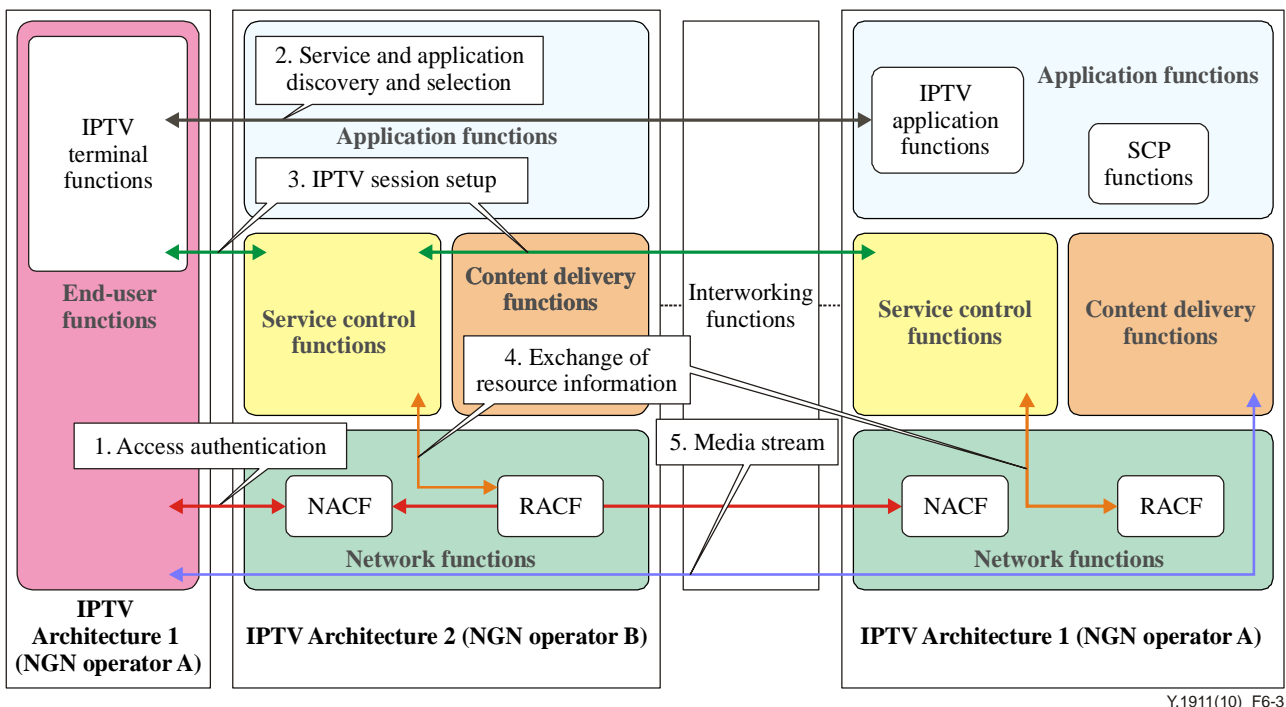 2. Service and application
discovery and selection
IPTV
terminal
functions
Application functions
3. IPTV session setup
IPTV
application
functions
Application functions
SCP
functions
End-user
functions
Service control
functions
Content delivery
functions
Interworking
functions
Service control
functions
Content delivery
functions
4. Exchange of
resource information
1. Access authentication
5. Media stream
NACF
RACF
Network functions
NACF
RACF
Network functions
IPTV
Architecture 1
(NGN operator A)
IPTV Architecture 2 (NGN operator B)
IPTV Architecture 1 (NGN operator A)
Y.1911(10)_F6-3